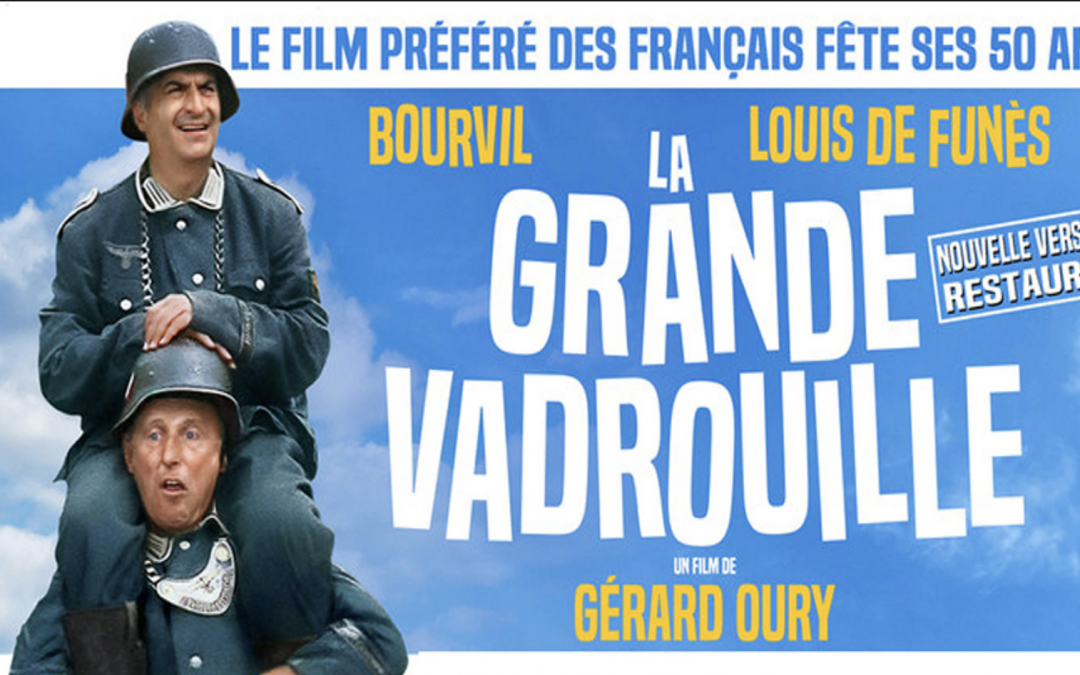 LE FILM PRÉFÉRÉ DES FRANÇAIS FÊTE SES 50
BOURVIL
LOUIS DE FUNÈS
LA
GRANDE
VADROUILLE
NOUVELLE
UN FILM DE
GÉRARD OURY